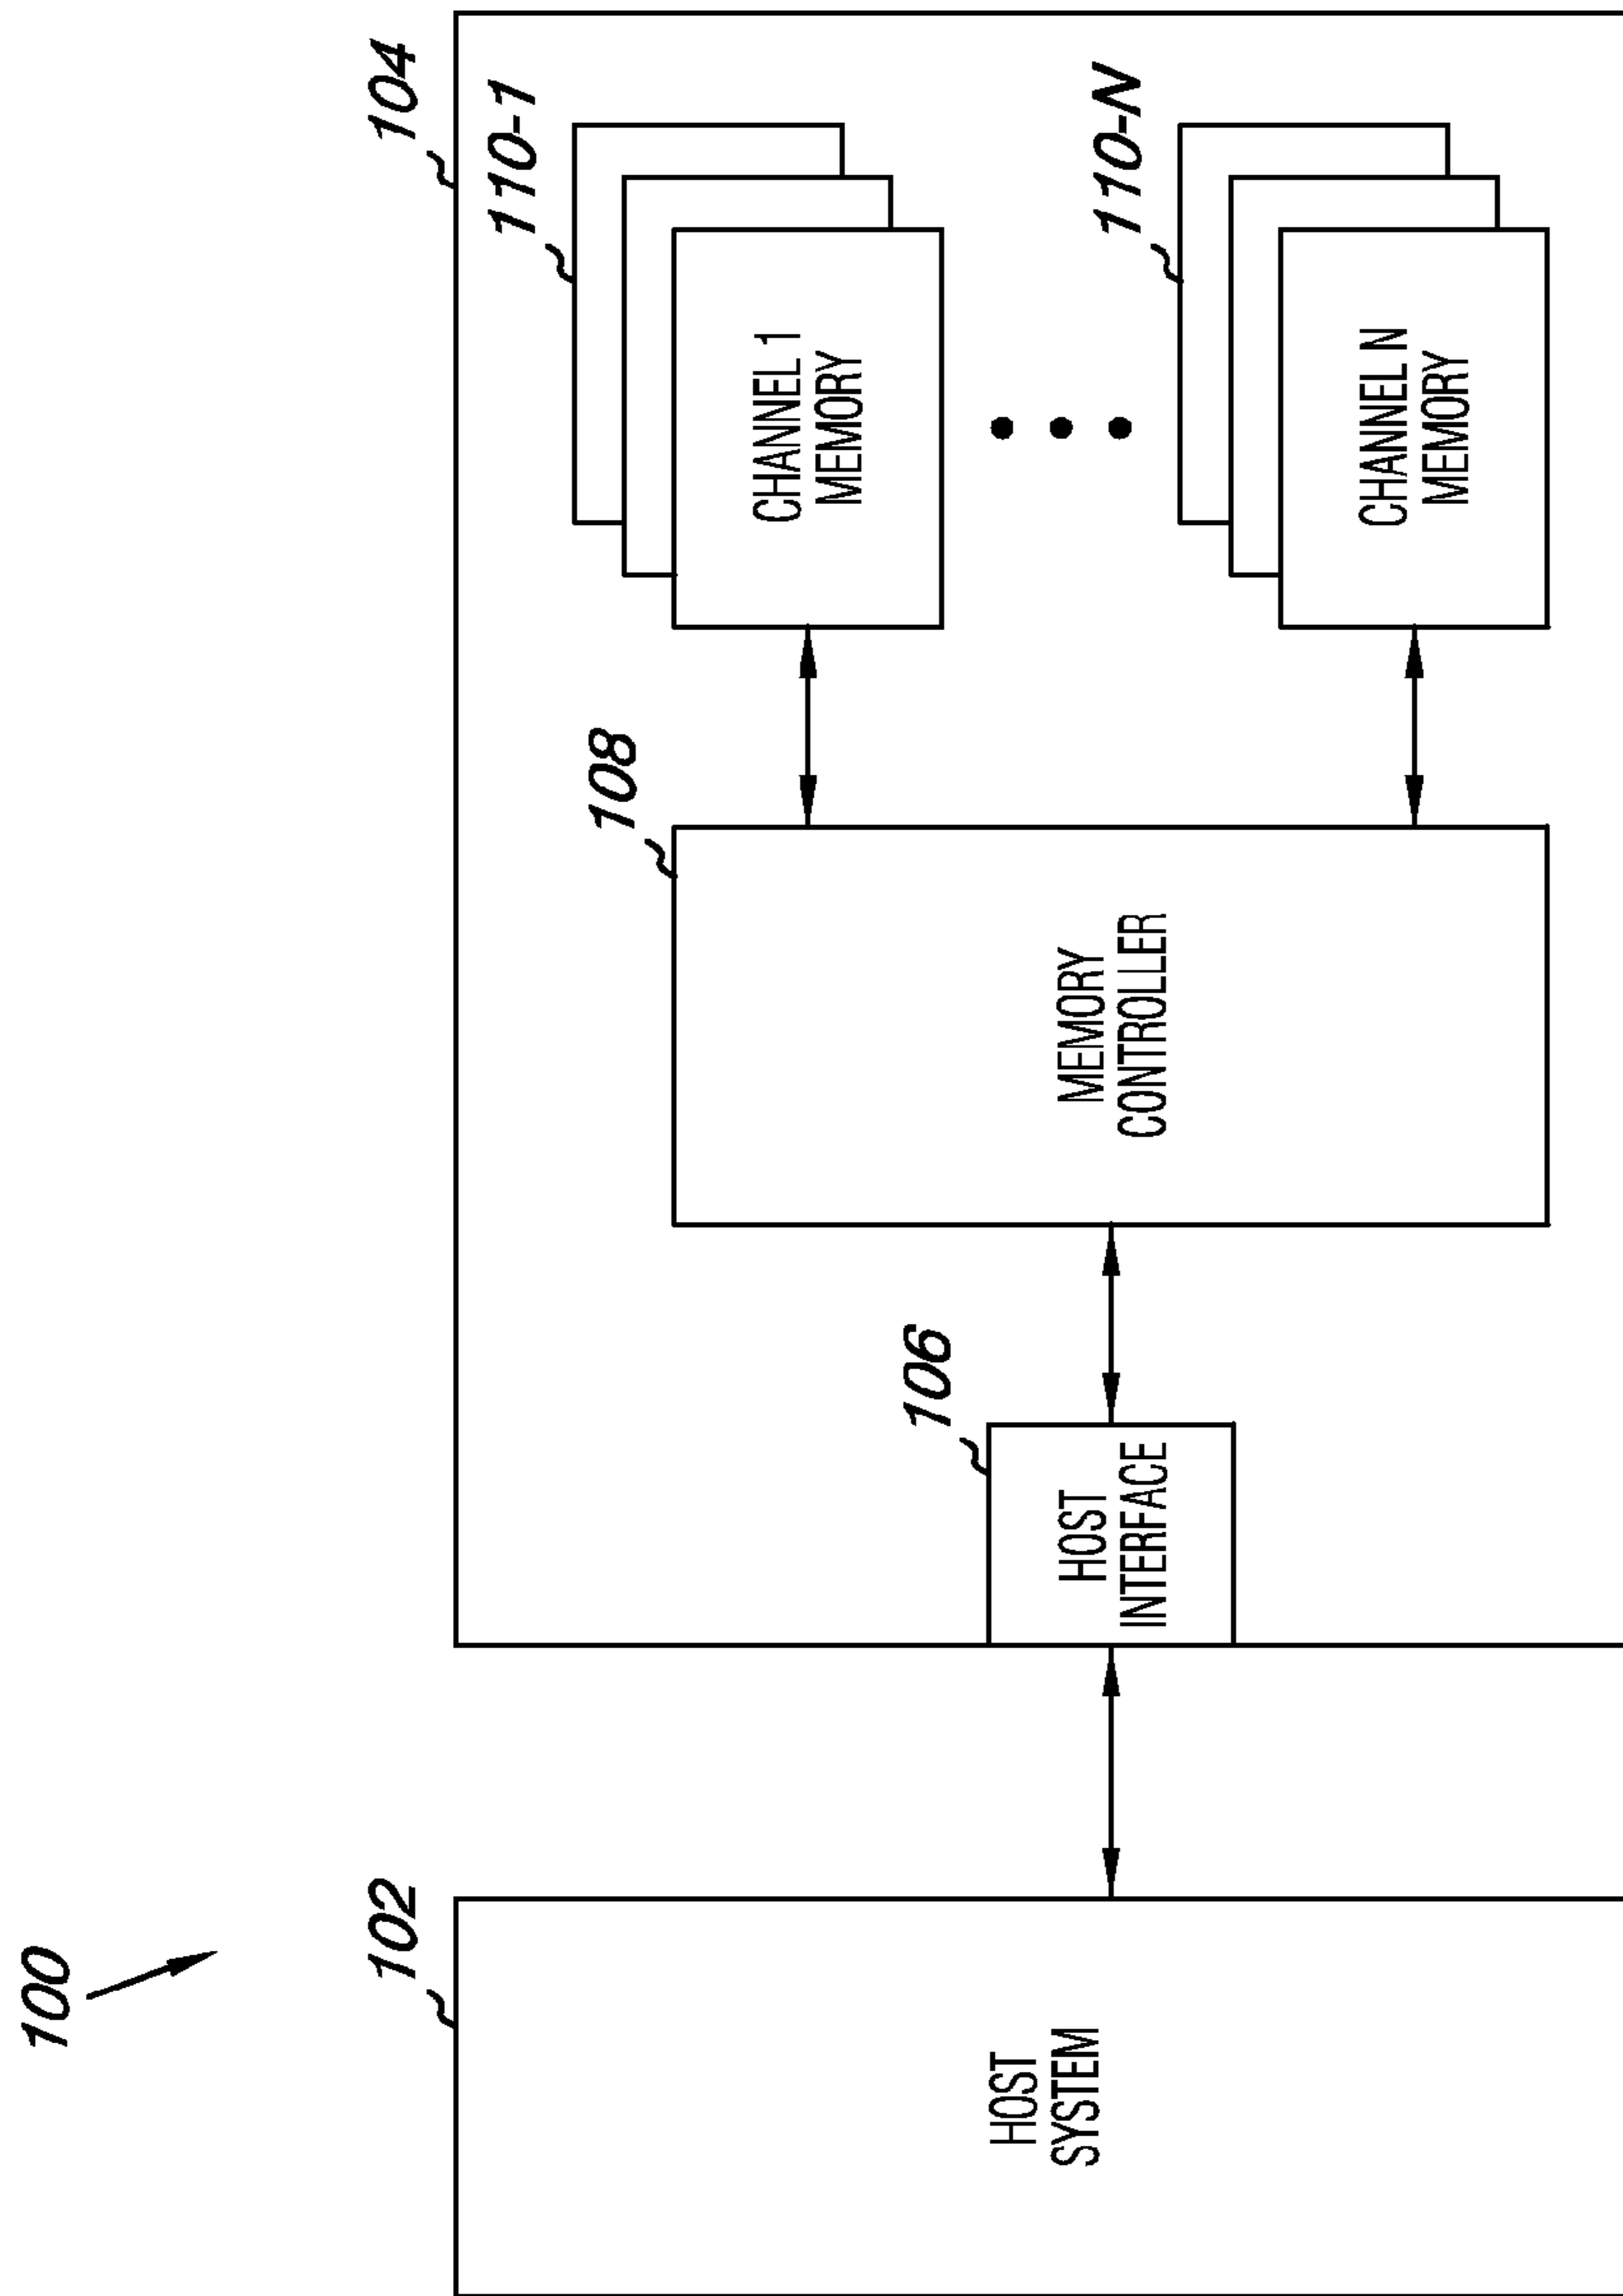 100
102
104
HOST
SYSTEM
106
HOST
INTERFACE
108
MEMORY
CONTROLLER
110-1
CHANNEL 1
MEMORY
110-N
CHANNEL N
MEMORY